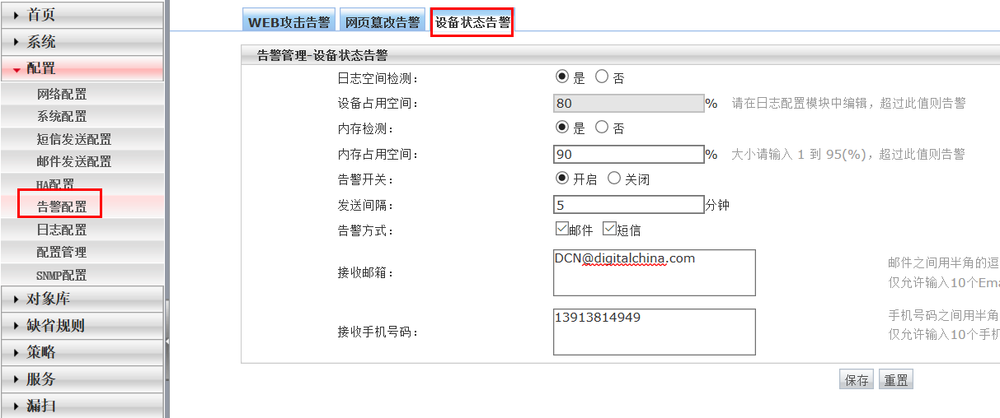 首页
系统
配置
网络配置
系统配置
短信发送配置
邮件发送配置
HA配置
告警配置
日志配置
配置管理
SNMP配置
对象库
缺省规则
策略
服务
漏扫
WEB攻击告警 网页篡改告警 设备状态告警
告警管理-设备状态告警
日志空间检测： 是 否
设备占用空间： 80 % 请在日志配置模块中编辑，超过此值则告警
内存检测： 是 否
内存占用空间： 90 % 大小请输入 1 到 95(%)，超过此值则告警
告警开关： 开启 关闭
发送间隔： 5 分钟
告警方式： 邮件 短信
接收邮箱： DCN@digitalchina.com
邮件之间用半角的逗
仅允许输入10个Ema
接收手机号码： 13913814949
手机号码之间用半角
仅允许输入10个手机
保存 重置